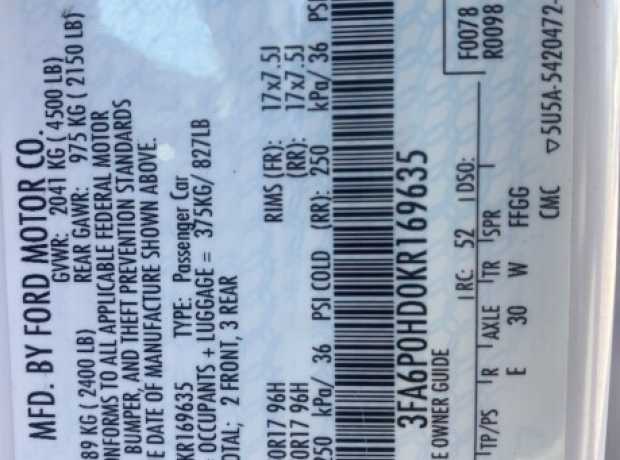 MFD. BY FORD MOTOR CO.
GVWR: 2041 KG ( 4500 LB)
89 KG ( 2400 LB) REAR GAWR: 975 KG ( 2150 LB)
ONFORMS TO ALL APPLICABLE FEDERAL MOTOR
BUMPER, AND THEFT PREVENTION STANDARDS
E DATE OF MANUFACTURE SHOWN ABOVE.
KR169635 TYPE: Passenger Car
OCCUPANTS + LUGGAGE = 375KG/ 827LB
OTAL; 2 FRONT, 3 REAR
0R17 96H RIMS (FR): 17x7.5J
0R17 96H (RR): 17x7.5J
250 kPa/ 36 PSI COLD (RR): 250 kPa/ 36 PSI
3FA6P0HD0KR169635
E OWNER GUIDE
RC: 52 DSO: F0078
R0098
TP/PS R AXLE TR SPR
E 30 W FFGG
CMC ▽5U5A-5420472-